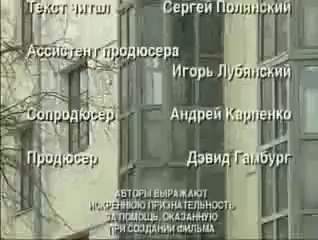 Текст читал Сергей Полянский
Ассистент продюсера
Игорь Лубянский
Сопродюсер Андрей Карпенко
Продюсер Дэвид Гамбург
АВТОРЫ ВЫРАЖАЮТ
ИСКРЕННЮЮ ПРИЗНАТЕЛЬНОСТЬ
ЗА ПОМОЩЬ, ОКАЗАННУЮ
ПРИ СОЗДАНИИ ФИЛЬМА